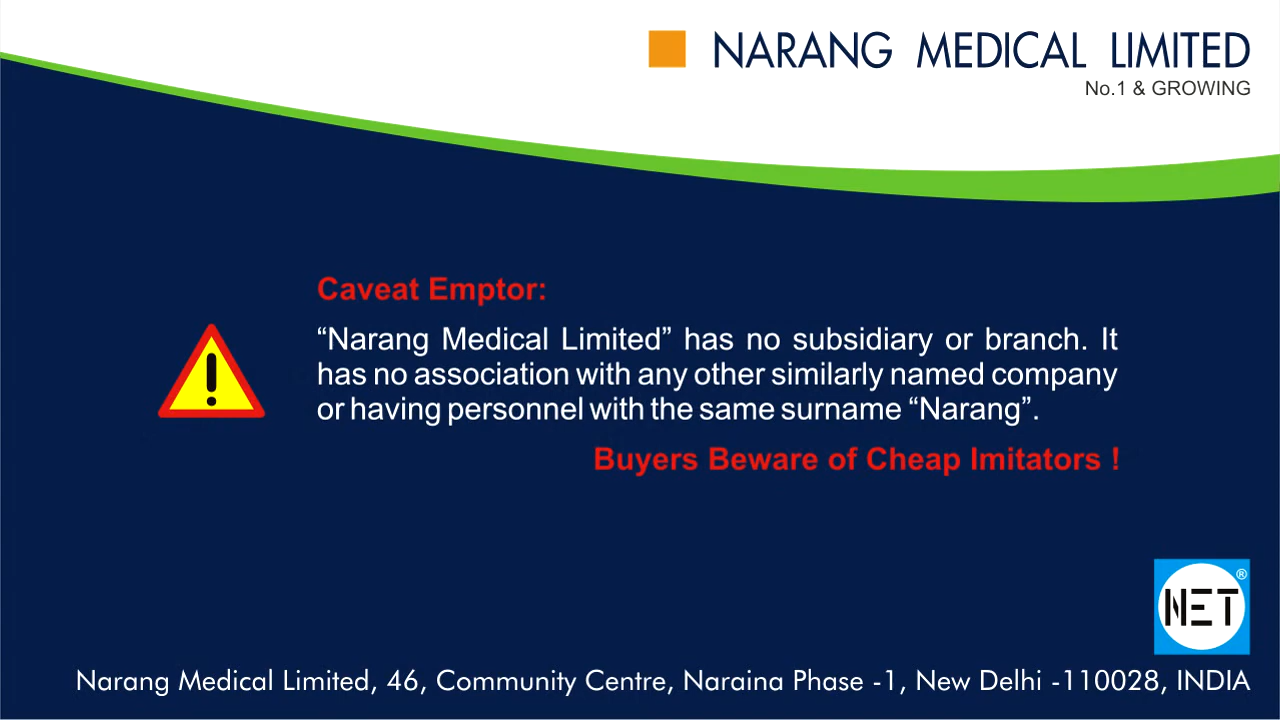 NARANG MEDICAL LIMITED
No.1 & GROWING
Caveat Emptor:
“Narang Medical Limited” has no subsidiary or branch. It
has no association with any other similarly named company
or having personnel with the same surname “Narang”.
Buyers Beware of Cheap Imitators !
NET®
Narang Medical Limited, 46, Community Centre, Naraina Phase -1, New Delhi -110028, INDIA